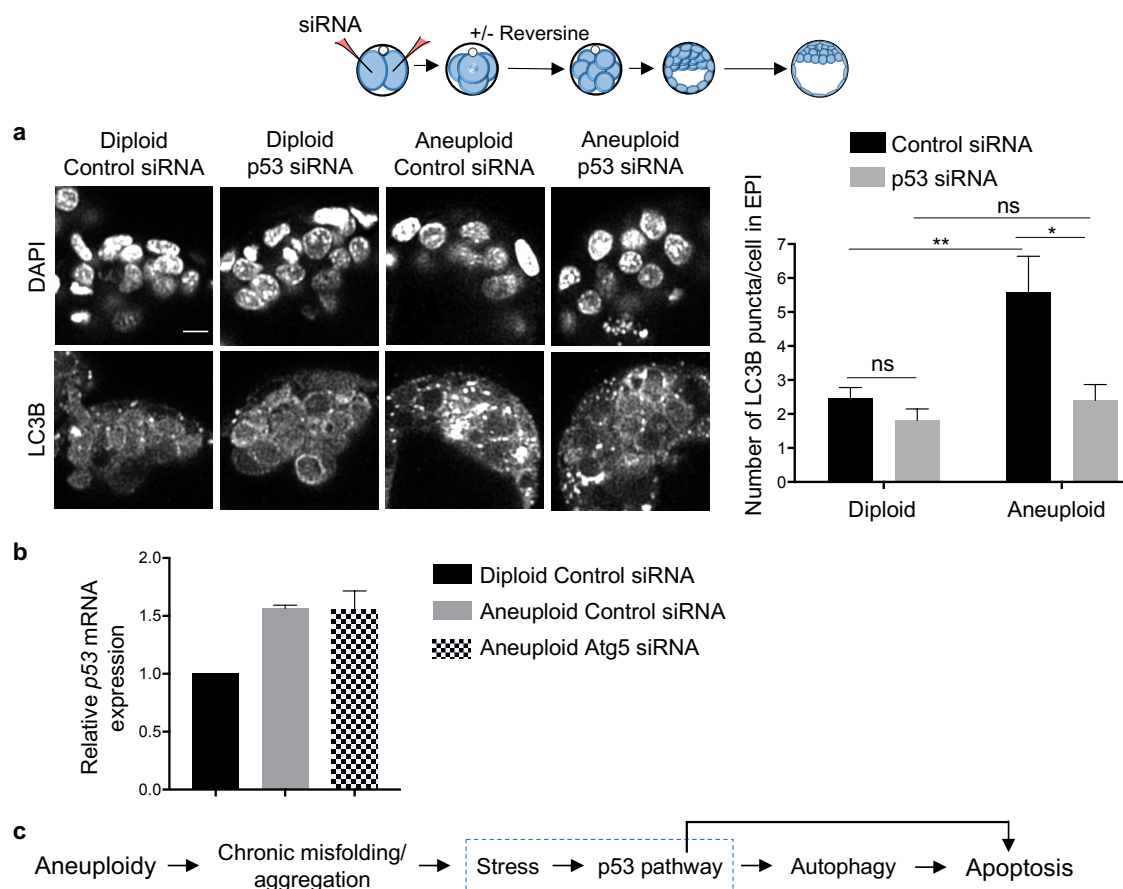 siRNA
+/- Reversine
a
Diploid
Control siRNA
Diploid
p53 siRNA
Aneuploid
Control siRNA
Aneuploid
p53 siRNA
DAPI
LC3B
Control siRNA
p53 siRNA
ns
**
*
ns
Number of LC3B puncta/cell in EPI
7
6
5
4
3
2
1
0
Diploid
Aneuploid
b
Relative p53 mRNA
expression
2.0
1.5
1.0
0.5
0.0
Diploid Control siRNA
Aneuploid Control siRNA
Aneuploid Atg5 siRNA
c
Aneuploidy
Chronic misfolding/
aggregation
Stress
p53 pathway
Autophagy
Apoptosis